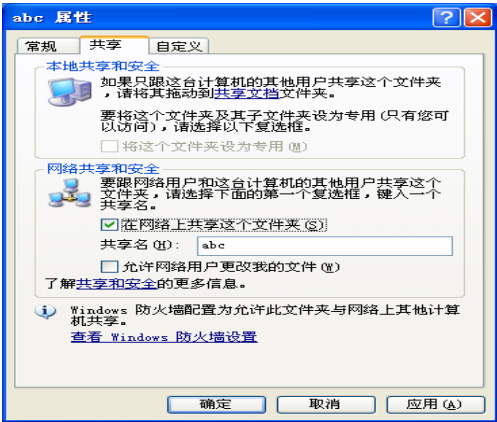 abc 属性
常规 共享 自定义
本地共享和安全
如果只跟这台计算机的其他用户共享这个文件夹
，请将其拖动到共享文档文件夹。
要将这个文件夹及其子文件夹设为专用(只有您可
以访问)，请选择以下复选框。
将这个文件夹设为专用(M)
网络共享和安全
要跟网络用户和这台计算机的其他用户共享这个
文件夹，请选择下面的第一个复选框，键入一个
共享名。
在网络上共享这个文件夹(S)
共享名(H): abc
允许网络用户更改我的文件(W)
了解共享和安全的更多信息。
Windows 防火墙配置为允许此文件夹与网络上其他计算
机共享。
查看 Windows 防火墙设置
确定 取消 应用(A)